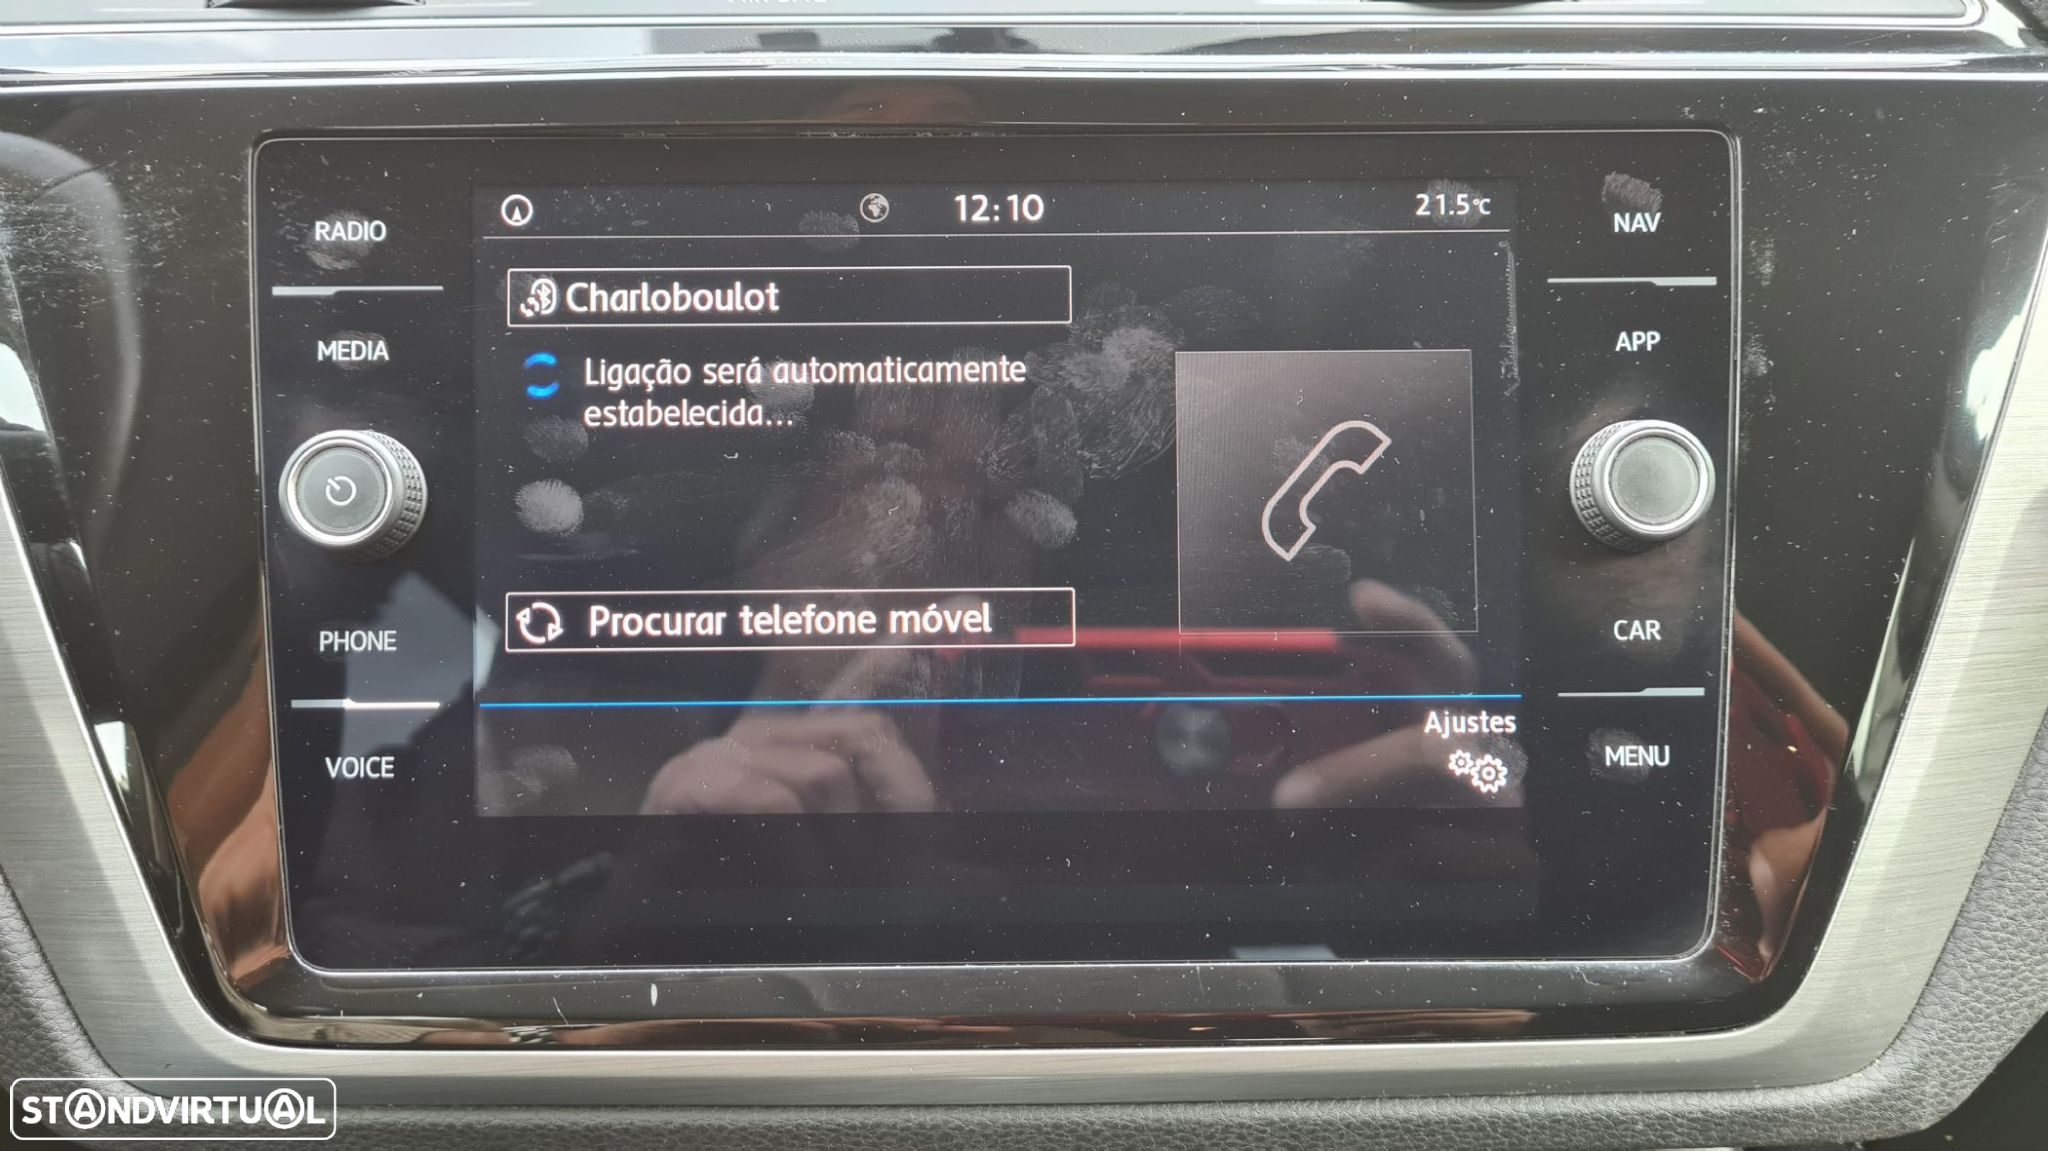 RADIO
MEDIA
PHONE
VOICE
12:10
21.5°C
Charloboulot
Ligação será automaticamente
estabelecida...
Procurar telefone móvel
Ajustes
NAV
APP
CAR
MENU
STANDVIRTUAL